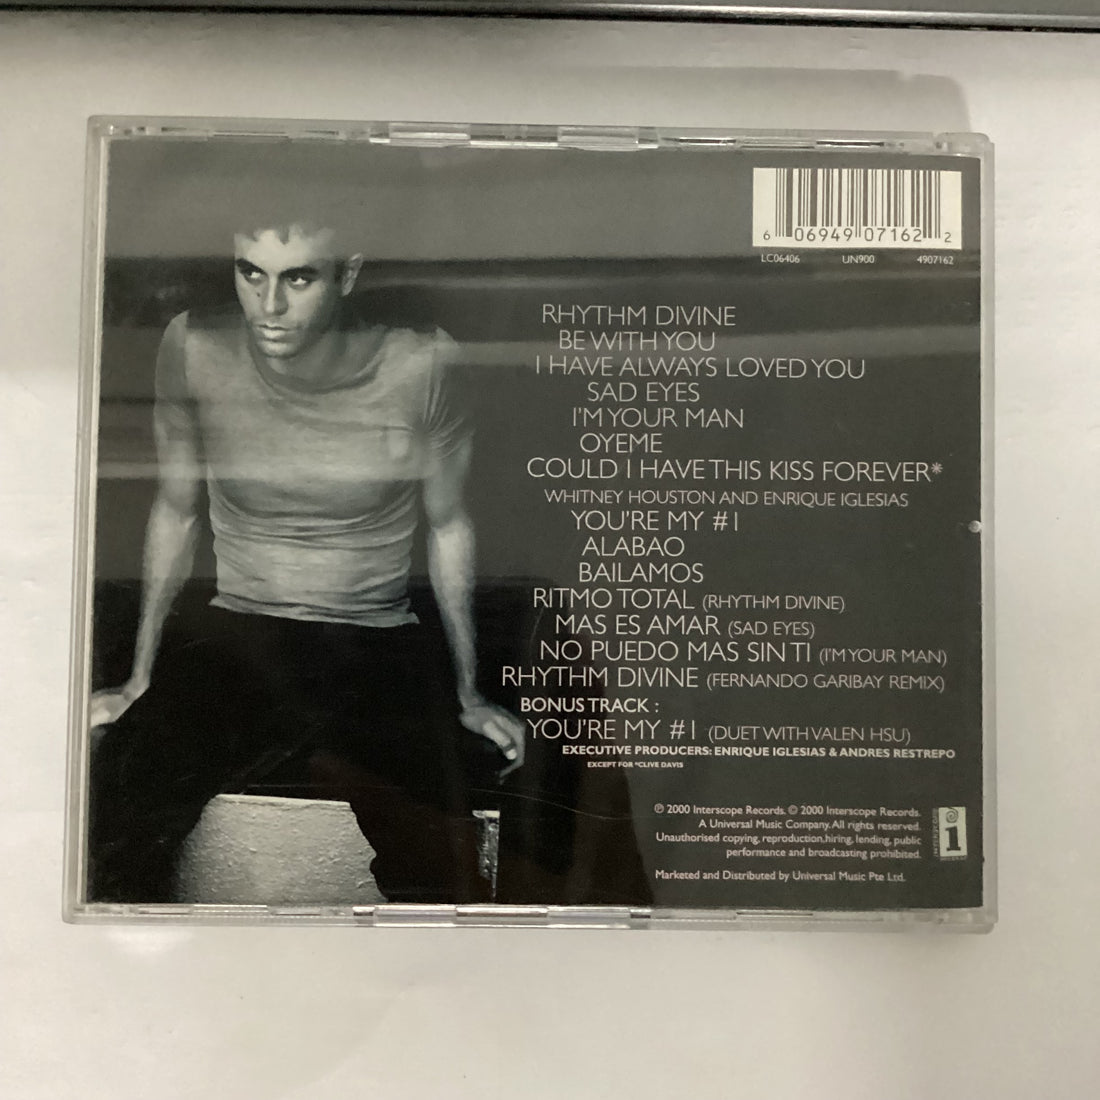 6 06949 07162 2
LC06406 UN900 4907162
RHYTHM DIVINE
BE WITH YOU
I HAVE ALWAYS LOVED YOU
SAD EYES
I'M YOUR MAN
OYEME
COULD I HAVE THIS KISS FOREVER*
WHITNEY HOUSTON AND ENRIQUE IGLESIAS
YOU'RE MY #1
ALABAO
BAILAMOS
RITMO TOTAL (RHYTHM DIVINE)
MAS ES AMAR (SAD EYES)
NO PUEDO MAS SIN TI (I'M YOUR MAN)
RHYTHM DIVINE (FERNANDO GARIBAY REMIX)
BONUS TRACK :
YOU'RE MY #1 (DUET WITH VALEN HSU)
EXECUTIVE PRODUCERS: ENRIQUE IGLESIAS & ANDRES RESTREPO
EXCEPT FOR *CLIVE DAVIS
℗ 2000 Interscope Records. © 2000 Interscope Records.
A Universal Music Company. All rights reserved.
Unauthorised copying, reproduction, hiring, lending, public
performance and broadcasting prohibited.
Marketed and Distributed by Universal Music Pte Ltd.
INTERSCOPE
RECORDS
i